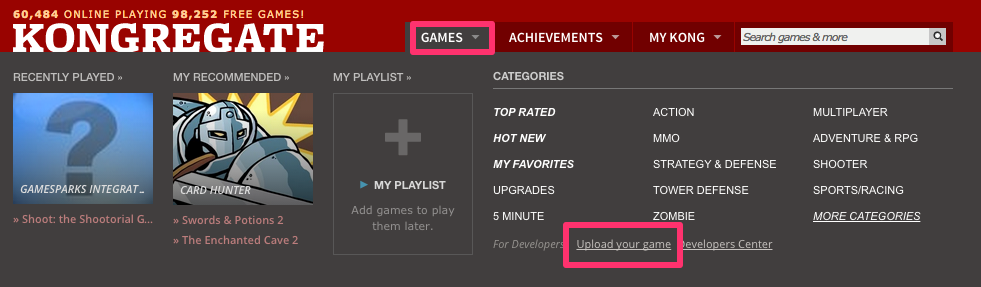 60,484 ONLINE PLAYING 98,252 FREE GAMES!
KONGREGATE
GAMES
ACHIEVEMENTS
MY KONG
Search games & more
RECENTLY PLAYED »
MY RECOMMENDED »
MY PLAYLIST »
CATEGORIES
GAMESPARKS INTEGRAT...
» Shoot: the Shootorial G...
CARD HUNTER
» Swords & Potions 2
» The Enchanted Cave 2
MY PLAYLIST
Add games to play
them later.
TOP RATED
HOT NEW
MY FAVORITES
UPGRADES
5 MINUTE
ACTION
MMO
STRATEGY & DEFENSE
TOWER DEFENSE
ZOMBIE
MULTIPLAYER
ADVENTURE & RPG
SHOOTER
SPORTS/RACING
MORE CATEGORIES
For Developers Upload your game Developers Center